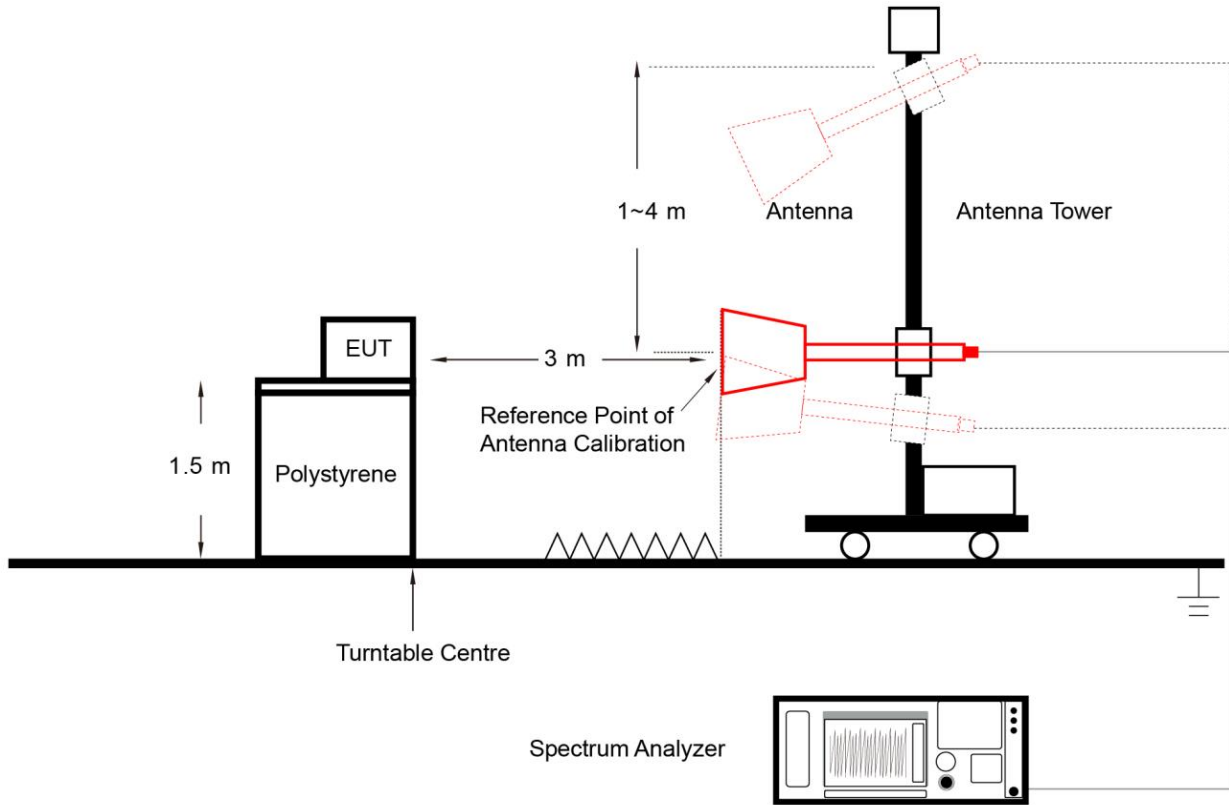 1~4 m
Antenna
Antenna Tower
EUT
3 m
Reference Point of
Antenna Calibration
1.5 m
Polystyrene
Turntable Centre
Spectrum Analyzer